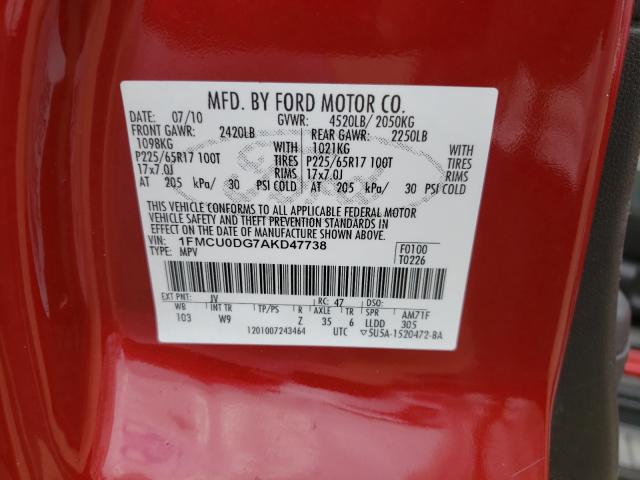 MFD. BY FORD MOTOR CO.
DATE: 07/10 GVWR: 4520LB/ 2050KG
FRONT GAWR: 2420LB REAR GAWR: 2250LB
1098KG WITH 1021KG WITH
P225/65R17 100T TIRES P225/65R17 100T TIRES
17x7.0J RIMS 17x7.0J RIMS
AT 205 kPa/ 30 PSI COLD AT 205 kPa/ 30 PSI COLD
THIS VEHICLE CONFORMS TO ALL APPLICABLE FEDERAL MOTOR
VEHICLE SAFETY AND THEFT PREVENTION STANDARDS IN
EFFECT ON THE DATE OF MANUFACTURE SHOWN ABOVE.
VIN: 1FMCU0DG7AKD47738 F0100
TYPE: MPV T0226
EXT PNT: JV RC: 47 DSO:
WB INT TR TP/PS R AXLE TR SPR AM71F
103 W9 Z 35 6 LLDD 305
1201007243464 UTC ▽5U5A-1520472-BA
Ford